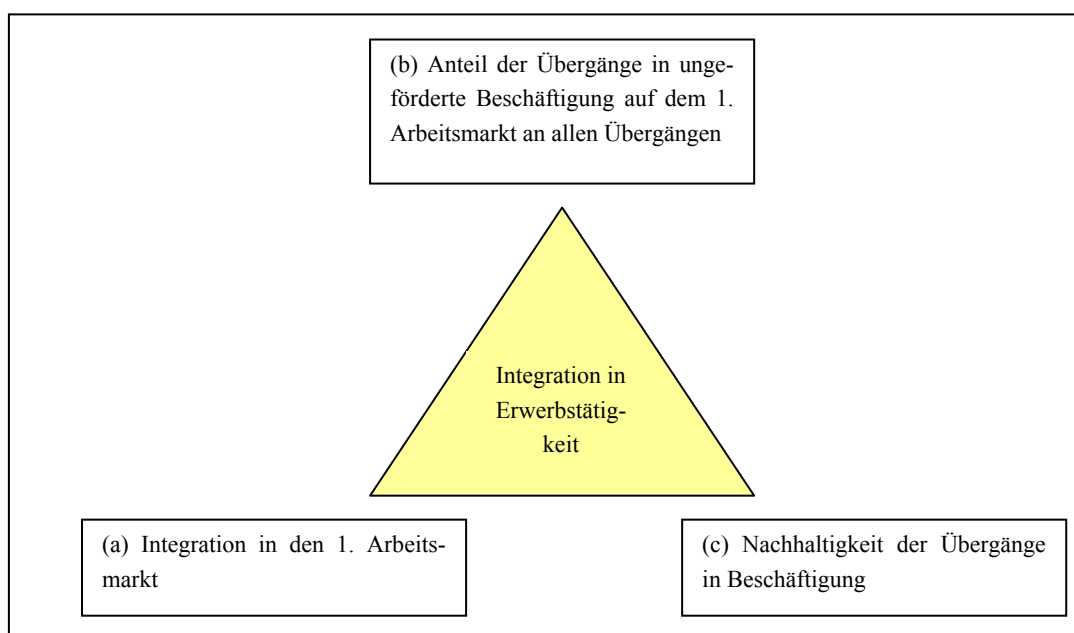 (b) Anteil der Übergänge in unge-
förderte Beschäftigung auf dem 1.
Arbeitsmarkt an allen Übergängen
Integration in
Erwerbstätig-
keit
(a) Integration in den 1. Arbeits-
markt
(c) Nachhaltigkeit der Übergänge
in Beschäftigung